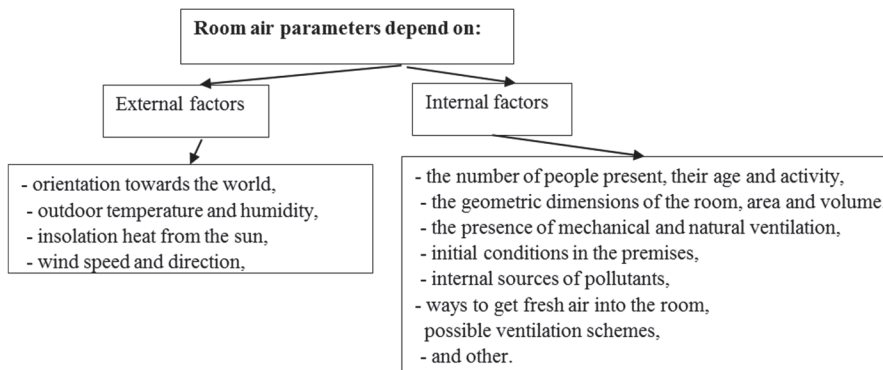 Room air parameters depend on:
External factors
Internal factors
- orientation towards the world,
- outdoor temperature and humidity,
- insolation heat from the sun,
- wind speed and direction,
- the number of people present, their age and activity,
- the geometric dimensions of the room, area and volume
- the presence of mechanical and natural ventilation,
- initial conditions in the premises,
- internal sources of pollutants,
- ways to get fresh air into the room,
possible ventilation schemes,
- and other.